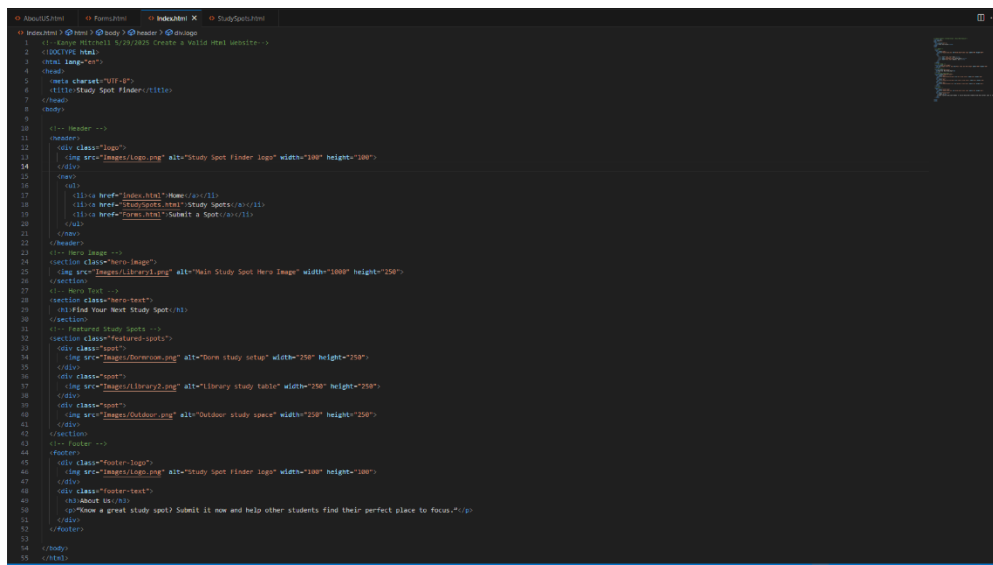 AboutUS.html
Forms.html
Index.html
StudySpots.html
Index.html > html > body > header > div.logo
1 <!--Kanye Mitchell 5/29/2025 Create a Valid Html Website-->
2 <!DOCTYPE html>
3 <html lang="en">
4 <head>
5 <meta charset="UTF-8">
6 <title>Study Spot Finder</title>
7 </head>
8 <body>
9
10 <!-- Header -->
11 <header>
12 <div class="logo">
13 <img src="Images/Logo.png" alt="Study Spot Finder logo" width="100" height="100">
14 </div>
15 <nav>
16 <ul>
17 <li><a href="index.html">Home</a></li>
18 <li><a href="StudySpots.html">Study Spots</a></li>
19 <li><a href="Forms.html">Submit a Spot</a></li>
20 </ul>
21 </nav>
22 </header>
23 <!-- Hero Image -->
24 <section class="hero-image">
25 <img src="Images/Library1.png" alt="Main Study Spot Hero Image" width="1000" height="250">
26 </section>
27 <!-- Hero Text -->
28 <section class="hero-text">
29 <h1>Find Your Next Study Spot</h1>
30 </section>
31 <!-- Featured Study Spots -->
32 <section class="featured-spots">
33 <div class="spot">
34 <img src="Images/Dormroom.png" alt="Dorm study setup" width="250" height="250">
35 </div>
36 <div class="spot">
37 <img src="Images/Library2.png" alt="Library study table" width="250" height="250">
38 </div>
39 <div class="spot">
40 <img src="Images/Outdoor.png" alt="Outdoor study space" width="250" height="250">
41 </div>
42 </section>
43 <!-- Footer -->
44 <footer>
45 <div class="footer-logo">
46 <img src="Images/Logo.png" alt="Study Spot Finder logo" width="100" height="100">
47 </div>
48 <div class="footer-text">
49 <h3>About Us</h3>
50 <p>"Know a great study spot? Submit it now and help other students find their perfect place to focus."</p>
51 </div>
52 </footer>
53
54 </body>
55 </html>